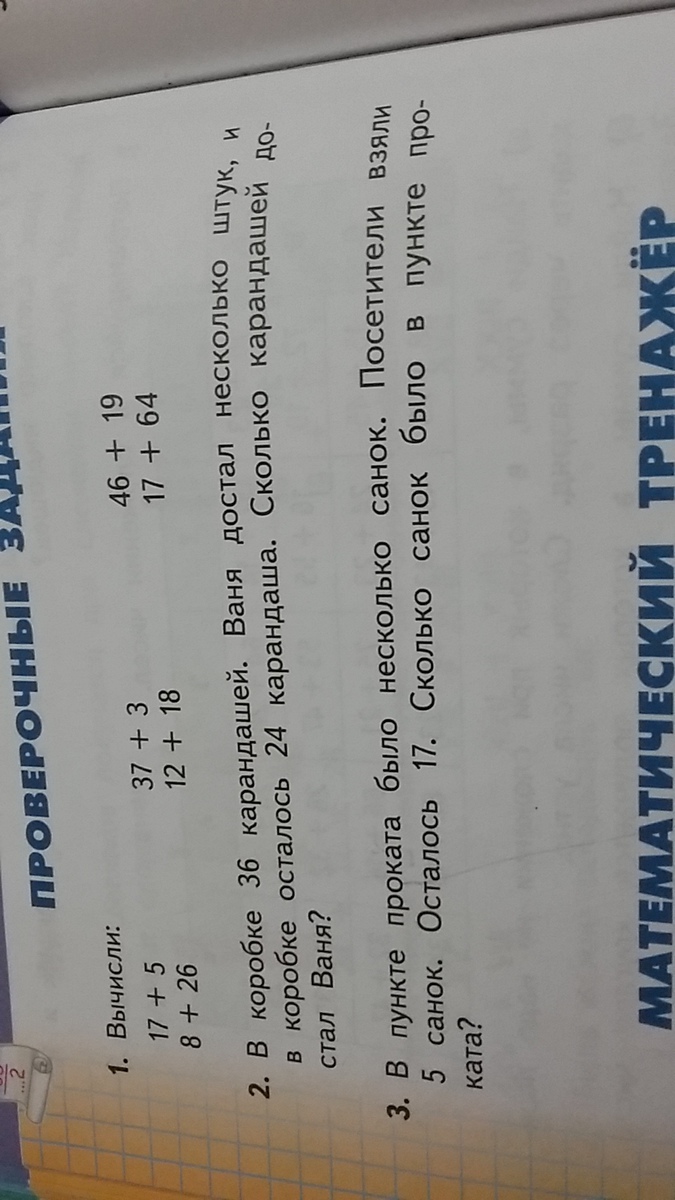 ПРОВЕРОЧНЫЕ ЗАДАНИЯ
1. Вычисли:
17 + 5 37 + 3 46 + 19
8 + 26 12 + 18 17 + 64
2. В коробке 36 карандашей. Ваня достал несколько штук, и
в коробке осталось 24 карандаша. Сколько карандашей до-
стал Ваня?
3. В пункте проката было несколько санок. Посетители взяли
5 санок. Осталось 17. Сколько санок было в пункте про-
ката?
МАТЕМАТИЧЕСКИЙ ТРЕНАЖЁР